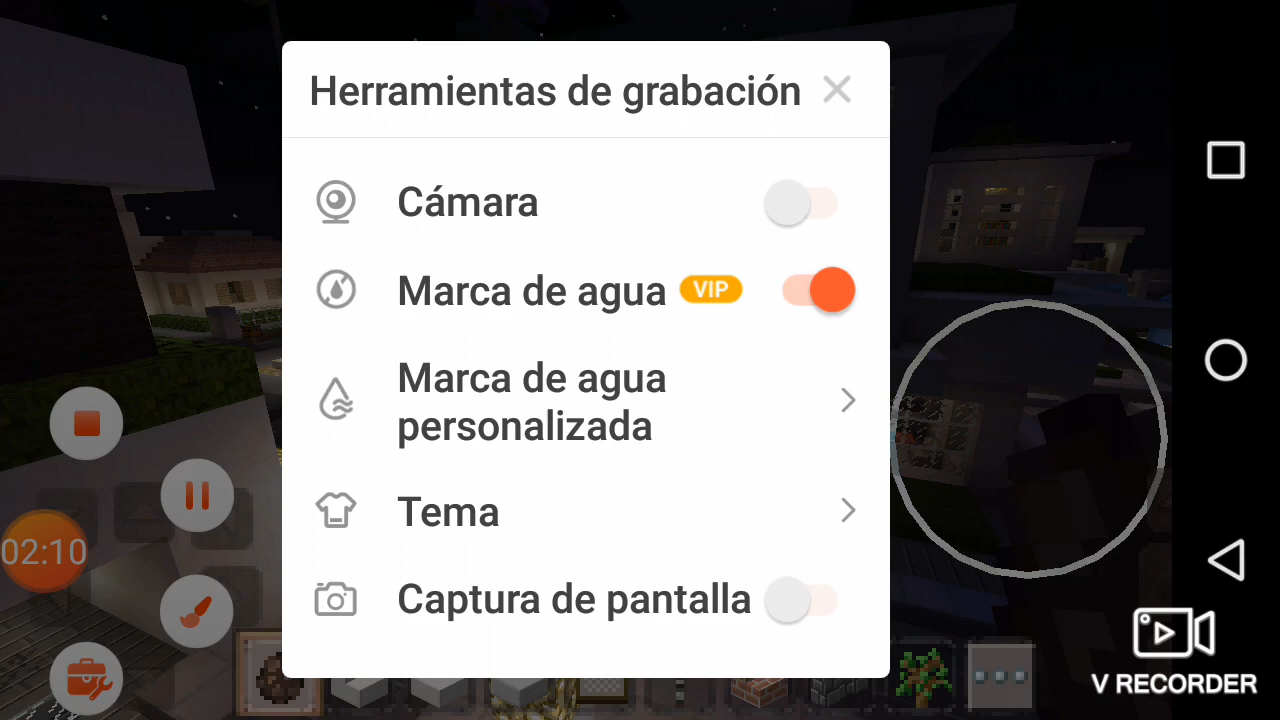 Herramientas de grabación
Cámara
Marca de agua VIP
Marca de agua
personalizada
Tema
Captura de pantalla
02:10
V RECORDER